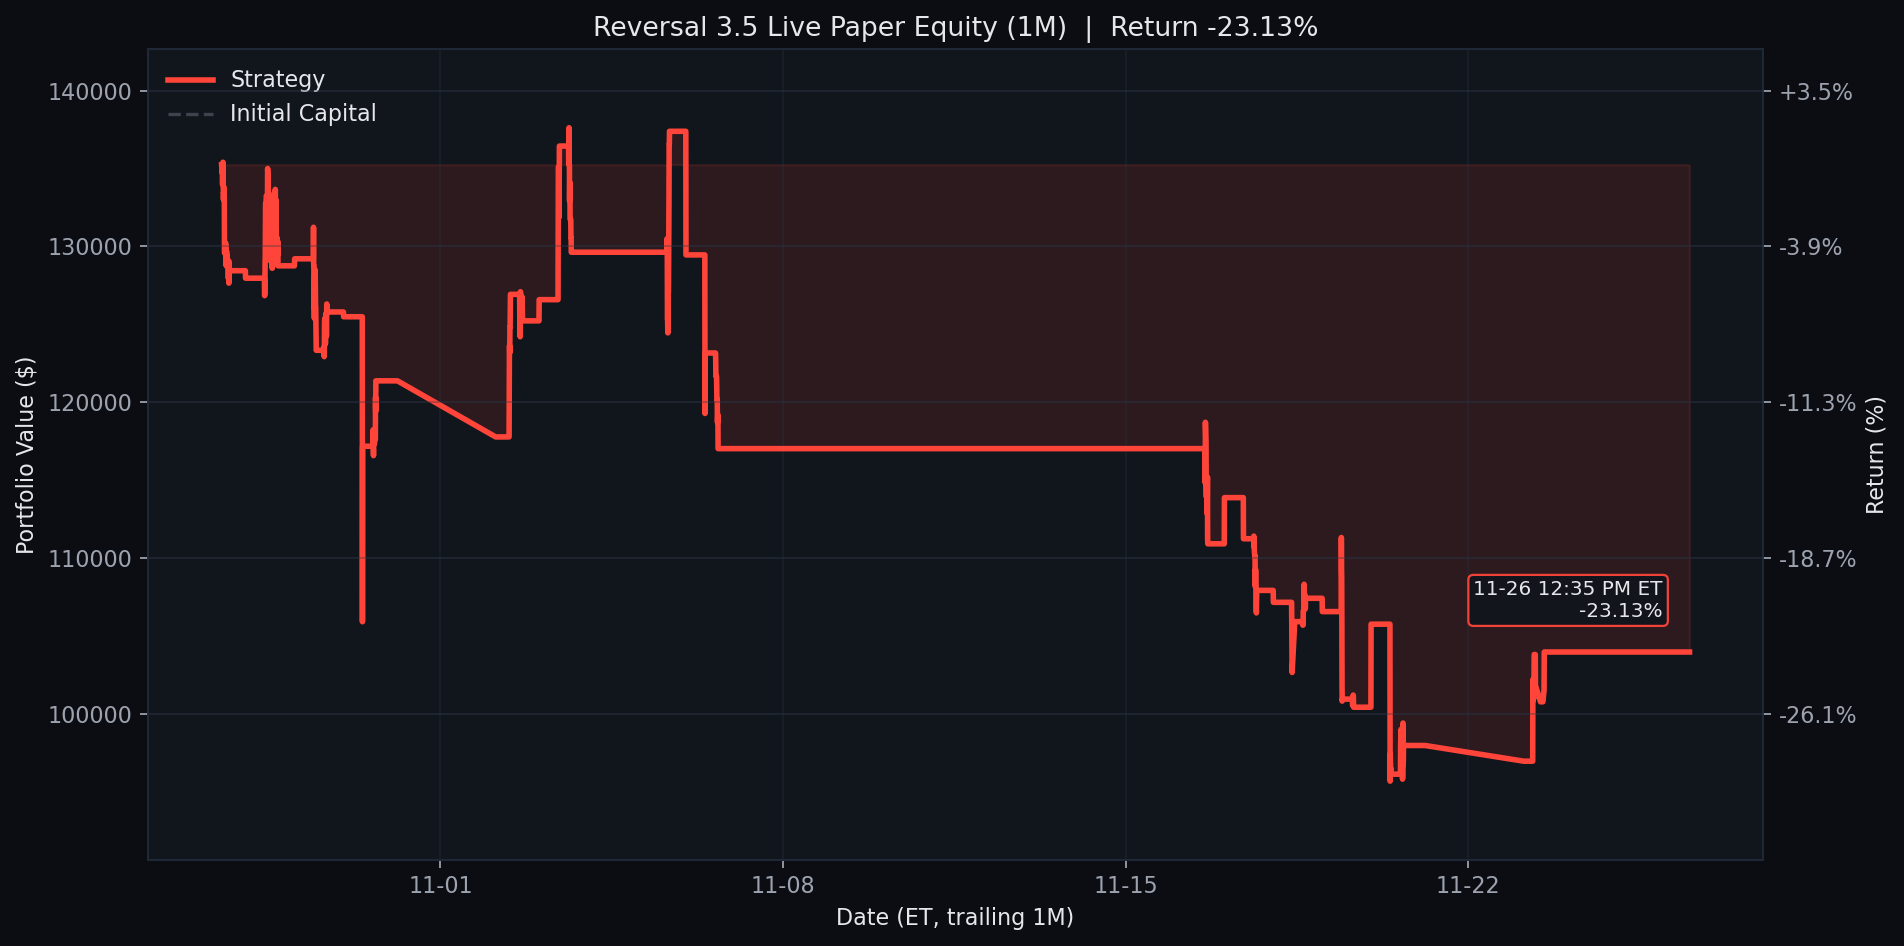 Reversal 3.5 Live Paper Equity (1M) | Return -23.13%
Strategy
Initial Capital
140000
130000
120000
110000
100000
Portfolio Value ($)
+3.5%
-3.9%
-11.3%
-18.7%
-26.1%
Return (%)
11-26 12:35 PM ET
-23.13%
11-01
11-08
11-15
11-22
Date (ET, trailing 1M)